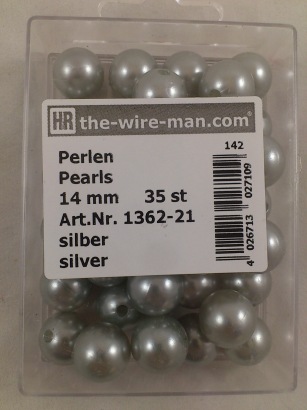 HR the-wire-man.com®
142
Perlen
Pearls
14 mm 35 st
Art.Nr. 1362-21
silber
silver
4 026713 027109